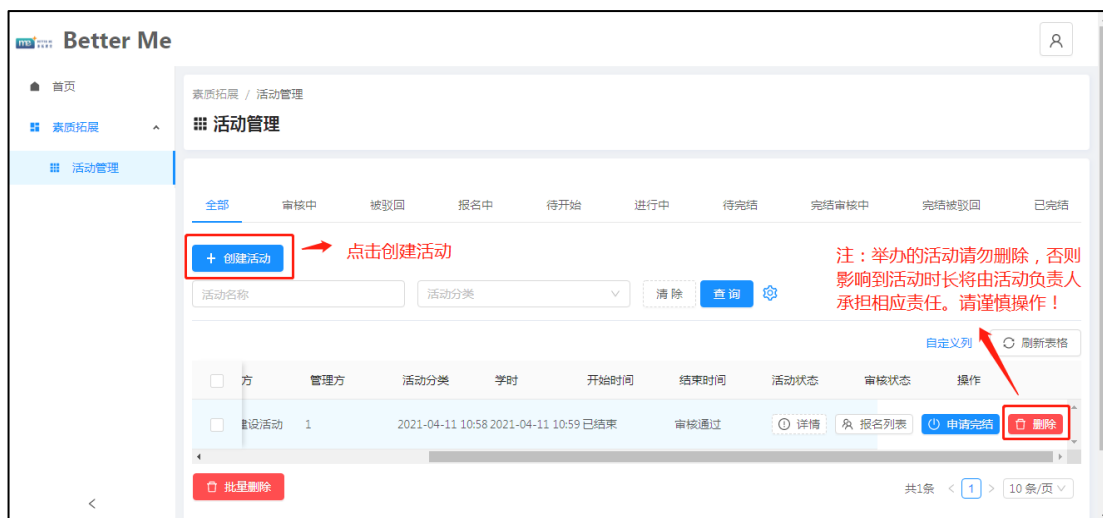 me Better Me
首页
素质拓展
活动管理
素质拓展 / 活动管理
活动管理
全部 审核中 被驳回 报名中 待开始 进行中 待完结 完结审核中 完结被驳回 已完结
+ 创建活动
点击创建活动
注：举办的活动请勿删除，否则
影响到活动时长将由活动负责人
承担相应责任。请谨慎操作！
活动名称 活动分类 清除 查询
自定义列 刷新表格
方 管理方 活动分类 学时 开始时间 结束时间 活动状态 审核状态 操作
建设活动 1 2021-04-11 10:58 2021-04-11 10:59 已结束 审核通过 详情 报名列表 申请完结 删除
批量删除
共1条 < 1 > 10 条/页